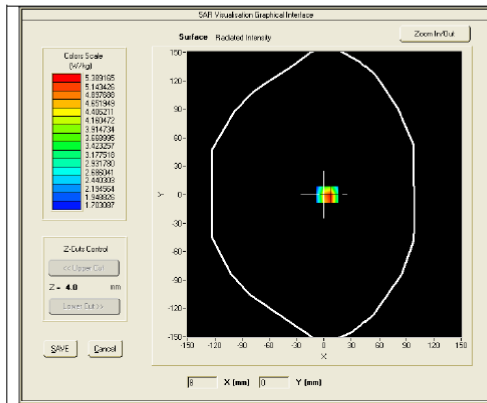 SAR Visualisation Graphical Interface
Surface Radiated Intensity
Zoom In/Out
Colors Scale
(W/kg)
5.389165
5.143426
4.897688
4.651949
4.406211
4.160472
3.914734
3.668995
3.423257
3.177518
2.931780
2.686041
2.440303
2.194564
1.948826
1.703087
Z-Cuts Control
<< Upper Cut
Z = 4.0 mm
Lower Cut >>
SAVE Cancel
150
120
90
60
30
0
-30
-60
-90
-120
-150
Y
-150 -120 -90 -60 -30 0 30 60 90 120 150
X
8 X (mm) 0 Y (mm)